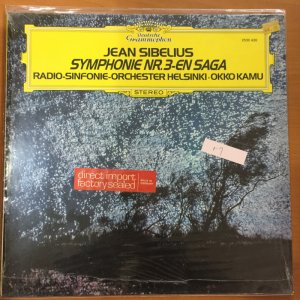 Deutsche
Grammophon
JEAN SIBELIUS
SYMPHONIE NR.3·EN SAGA
RADIO-SINFONIE-ORCHESTER HELSINKI·OKKO KAMU
STEREO
direct import
factory sealed